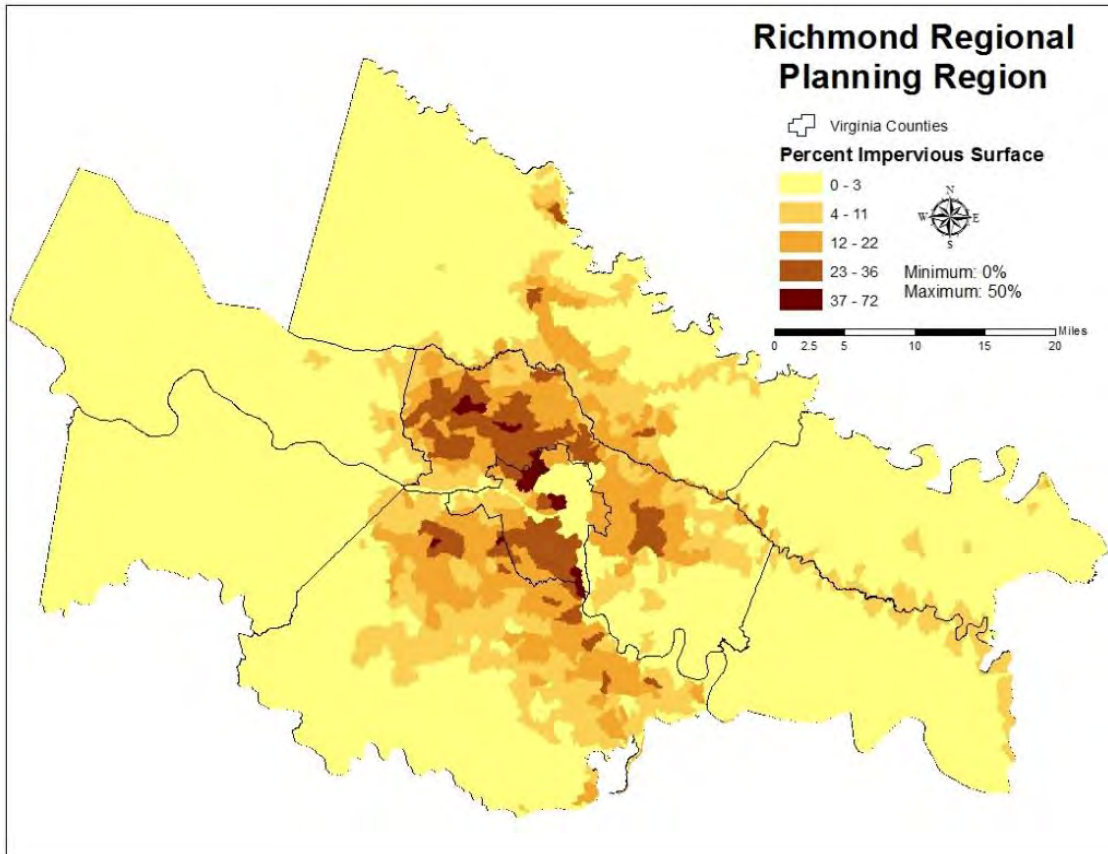 Richmond Regional
Planning Region
Virginia Counties
Percent Impervious Surface
0 - 3
4 - 11
12 - 22
23 - 36
37 - 72
N
W E
S
Minimum: 0%
Maximum: 50%
Miles
0 2.5 5 10 15 20